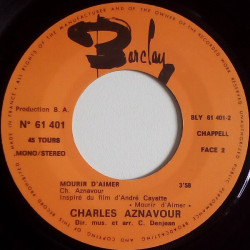 Barclay
Production B. A.
BLY 61 401-2
N° 61 401
CHAPPELL
45 TOURS
MONO/STEREO
FACE 2
MOURIR D'AIMER
3'58
Ch. Aznavour
Inspiré du film d'André Cayatte
« Mourir d'aimer »
CHARLES AZNAVOUR
Dir. mus. et arr. C. Denjean